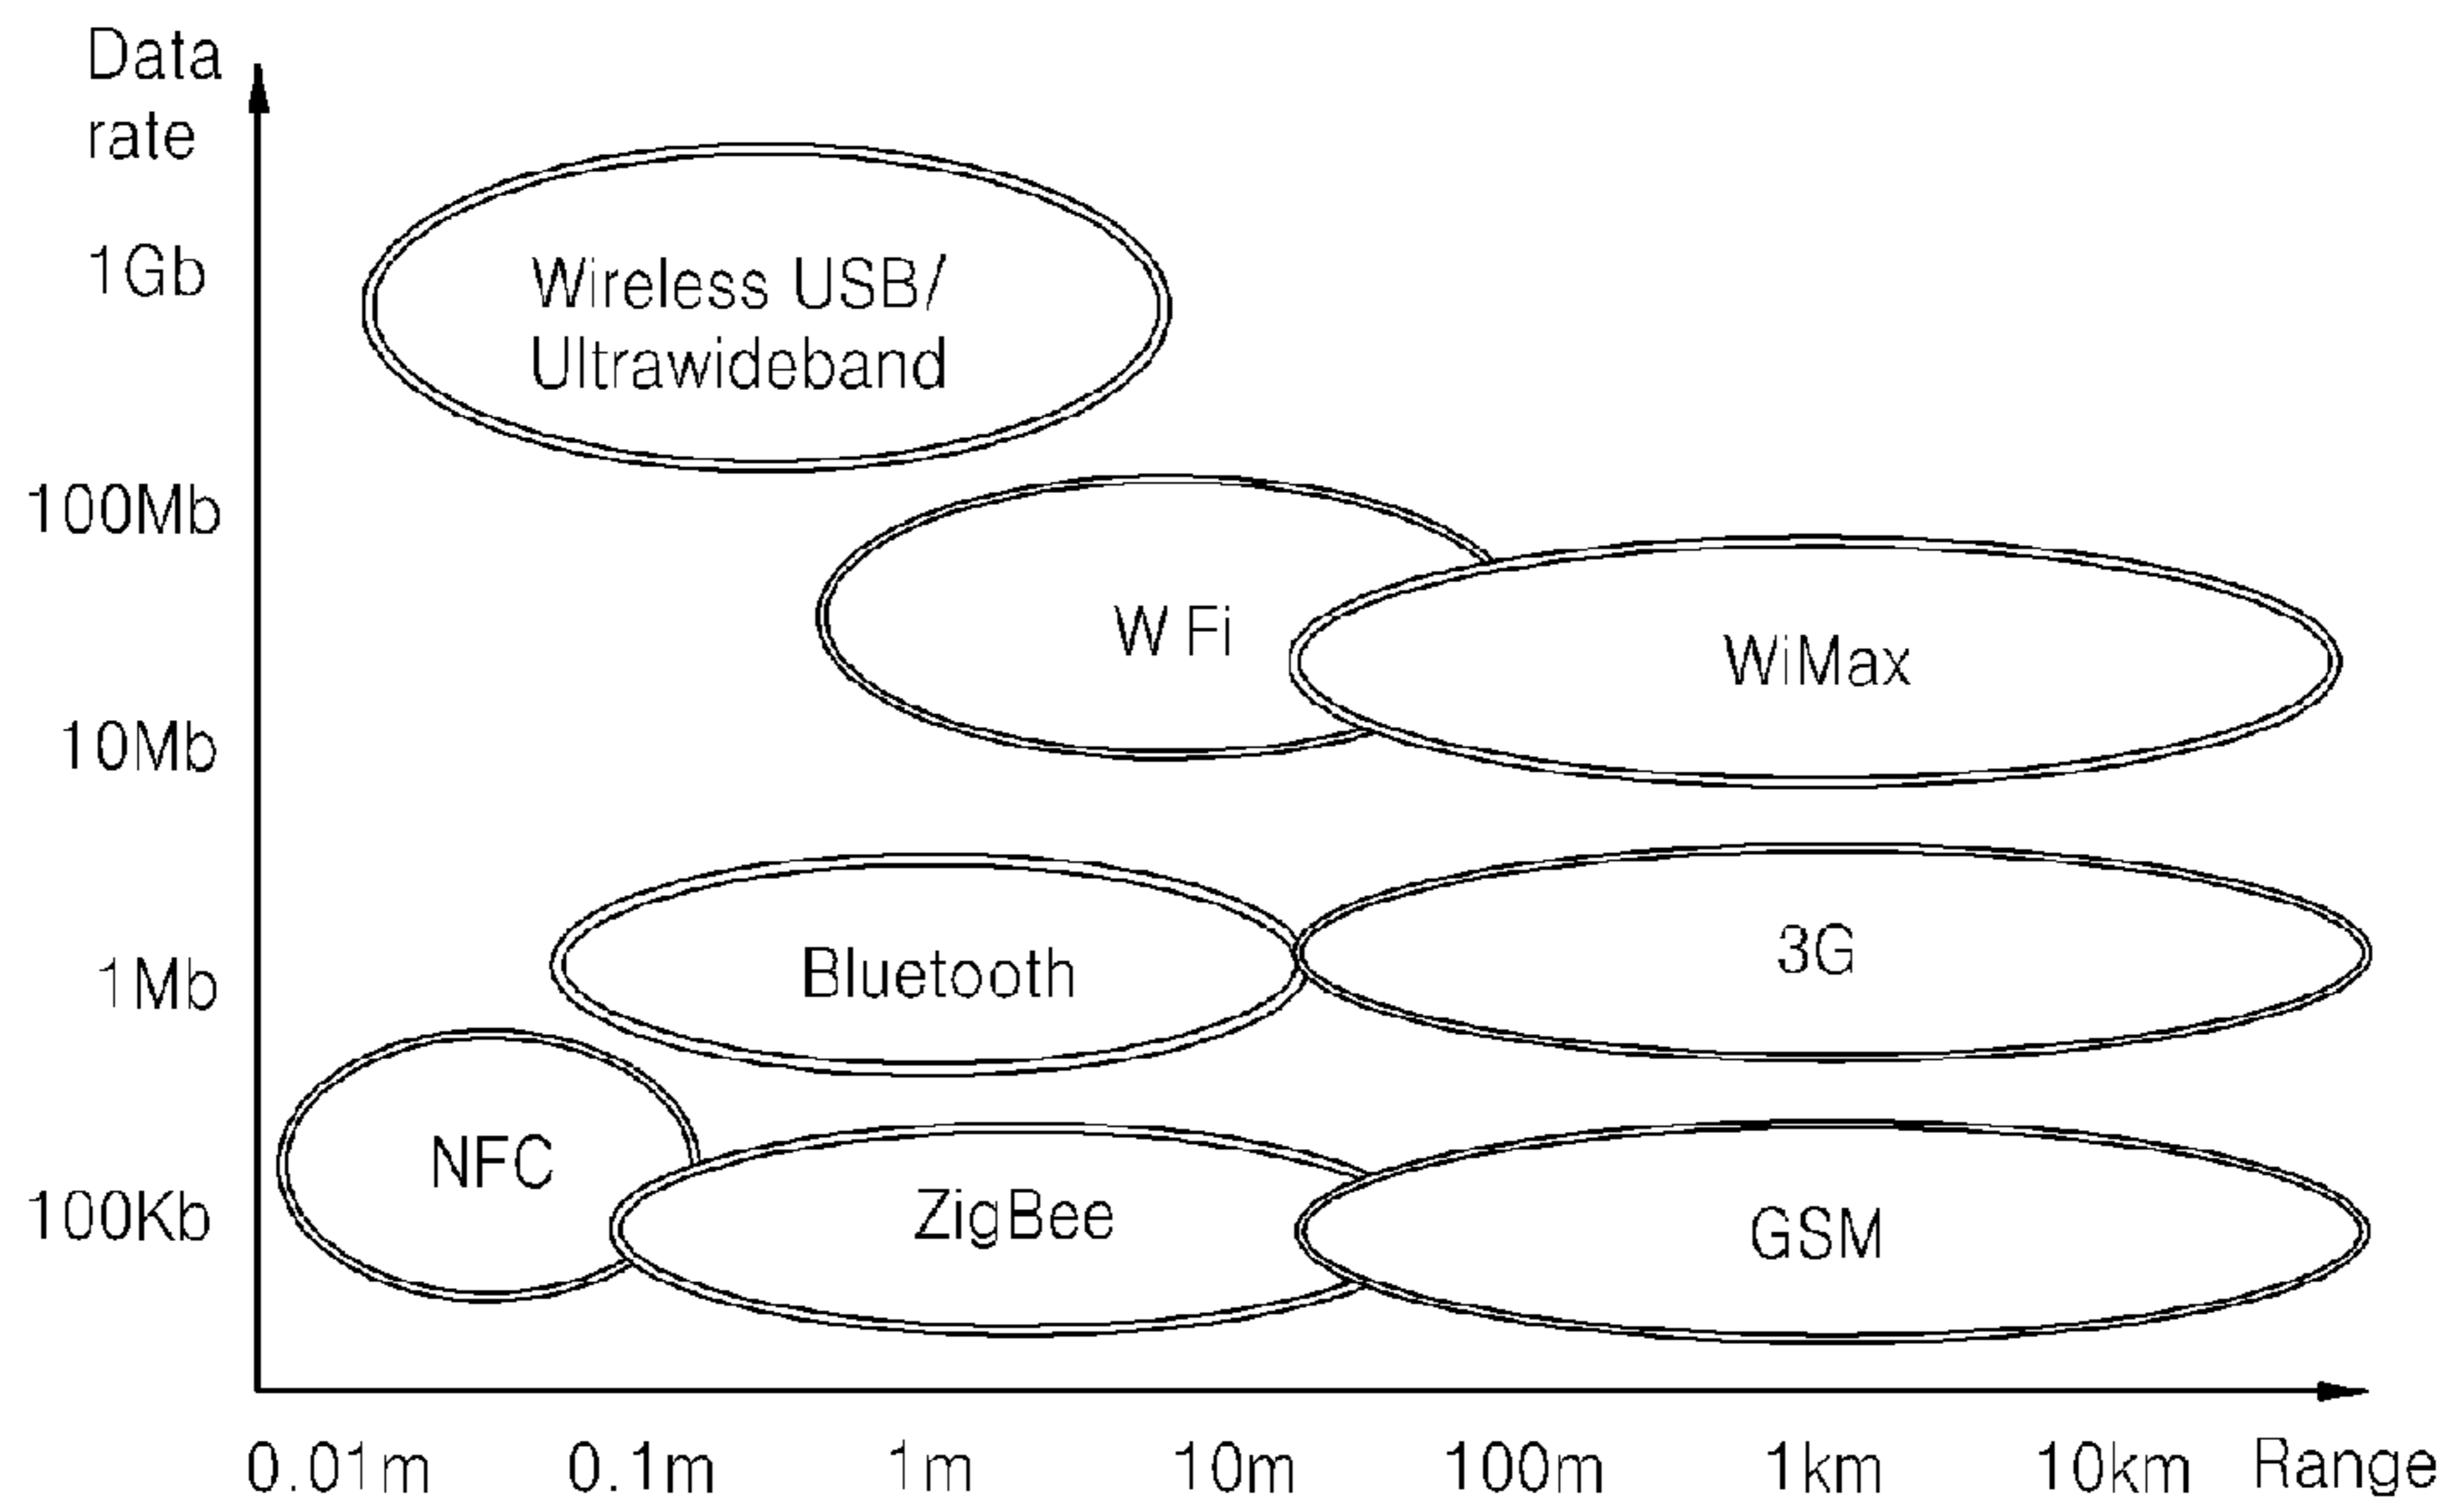 Data
rate
1Gb
Wireless USB/
Ultrawideband
100Mb
W Fi
WiMax
10Mb
Bluetooth
3G
1Mb
NFC
ZigBee
GSM
100Kb
0.01m 0.1m 1m 10m 100m 1km 10km Range